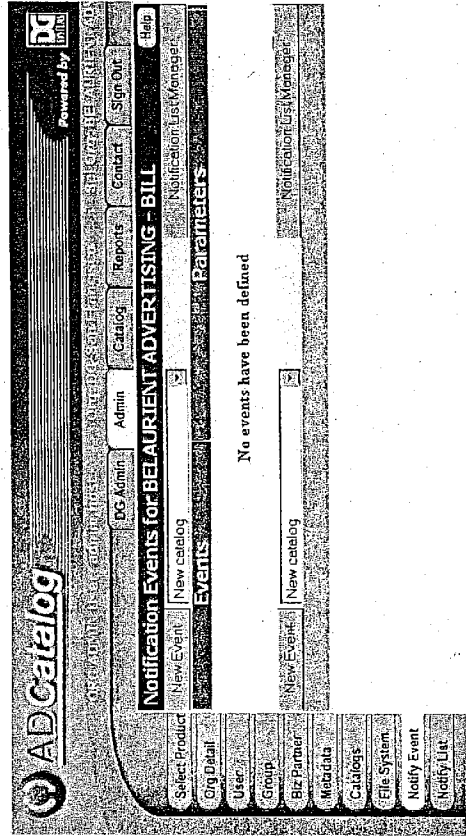 ADCatalog
Powered by DG
DG Admin Admin Catalog Reports Contact Sign Out
Notification Events for BELAURIENT ADVERTISING - BILL Help
Select Product
Org Detail
User
Group
Biz Partner
Metadata
Catalogs
File System
Notify Event
Notify List
New Event New catalog Notification List Manager
Events Parameters
No events have been defined
New Event New catalog Notification List Manager